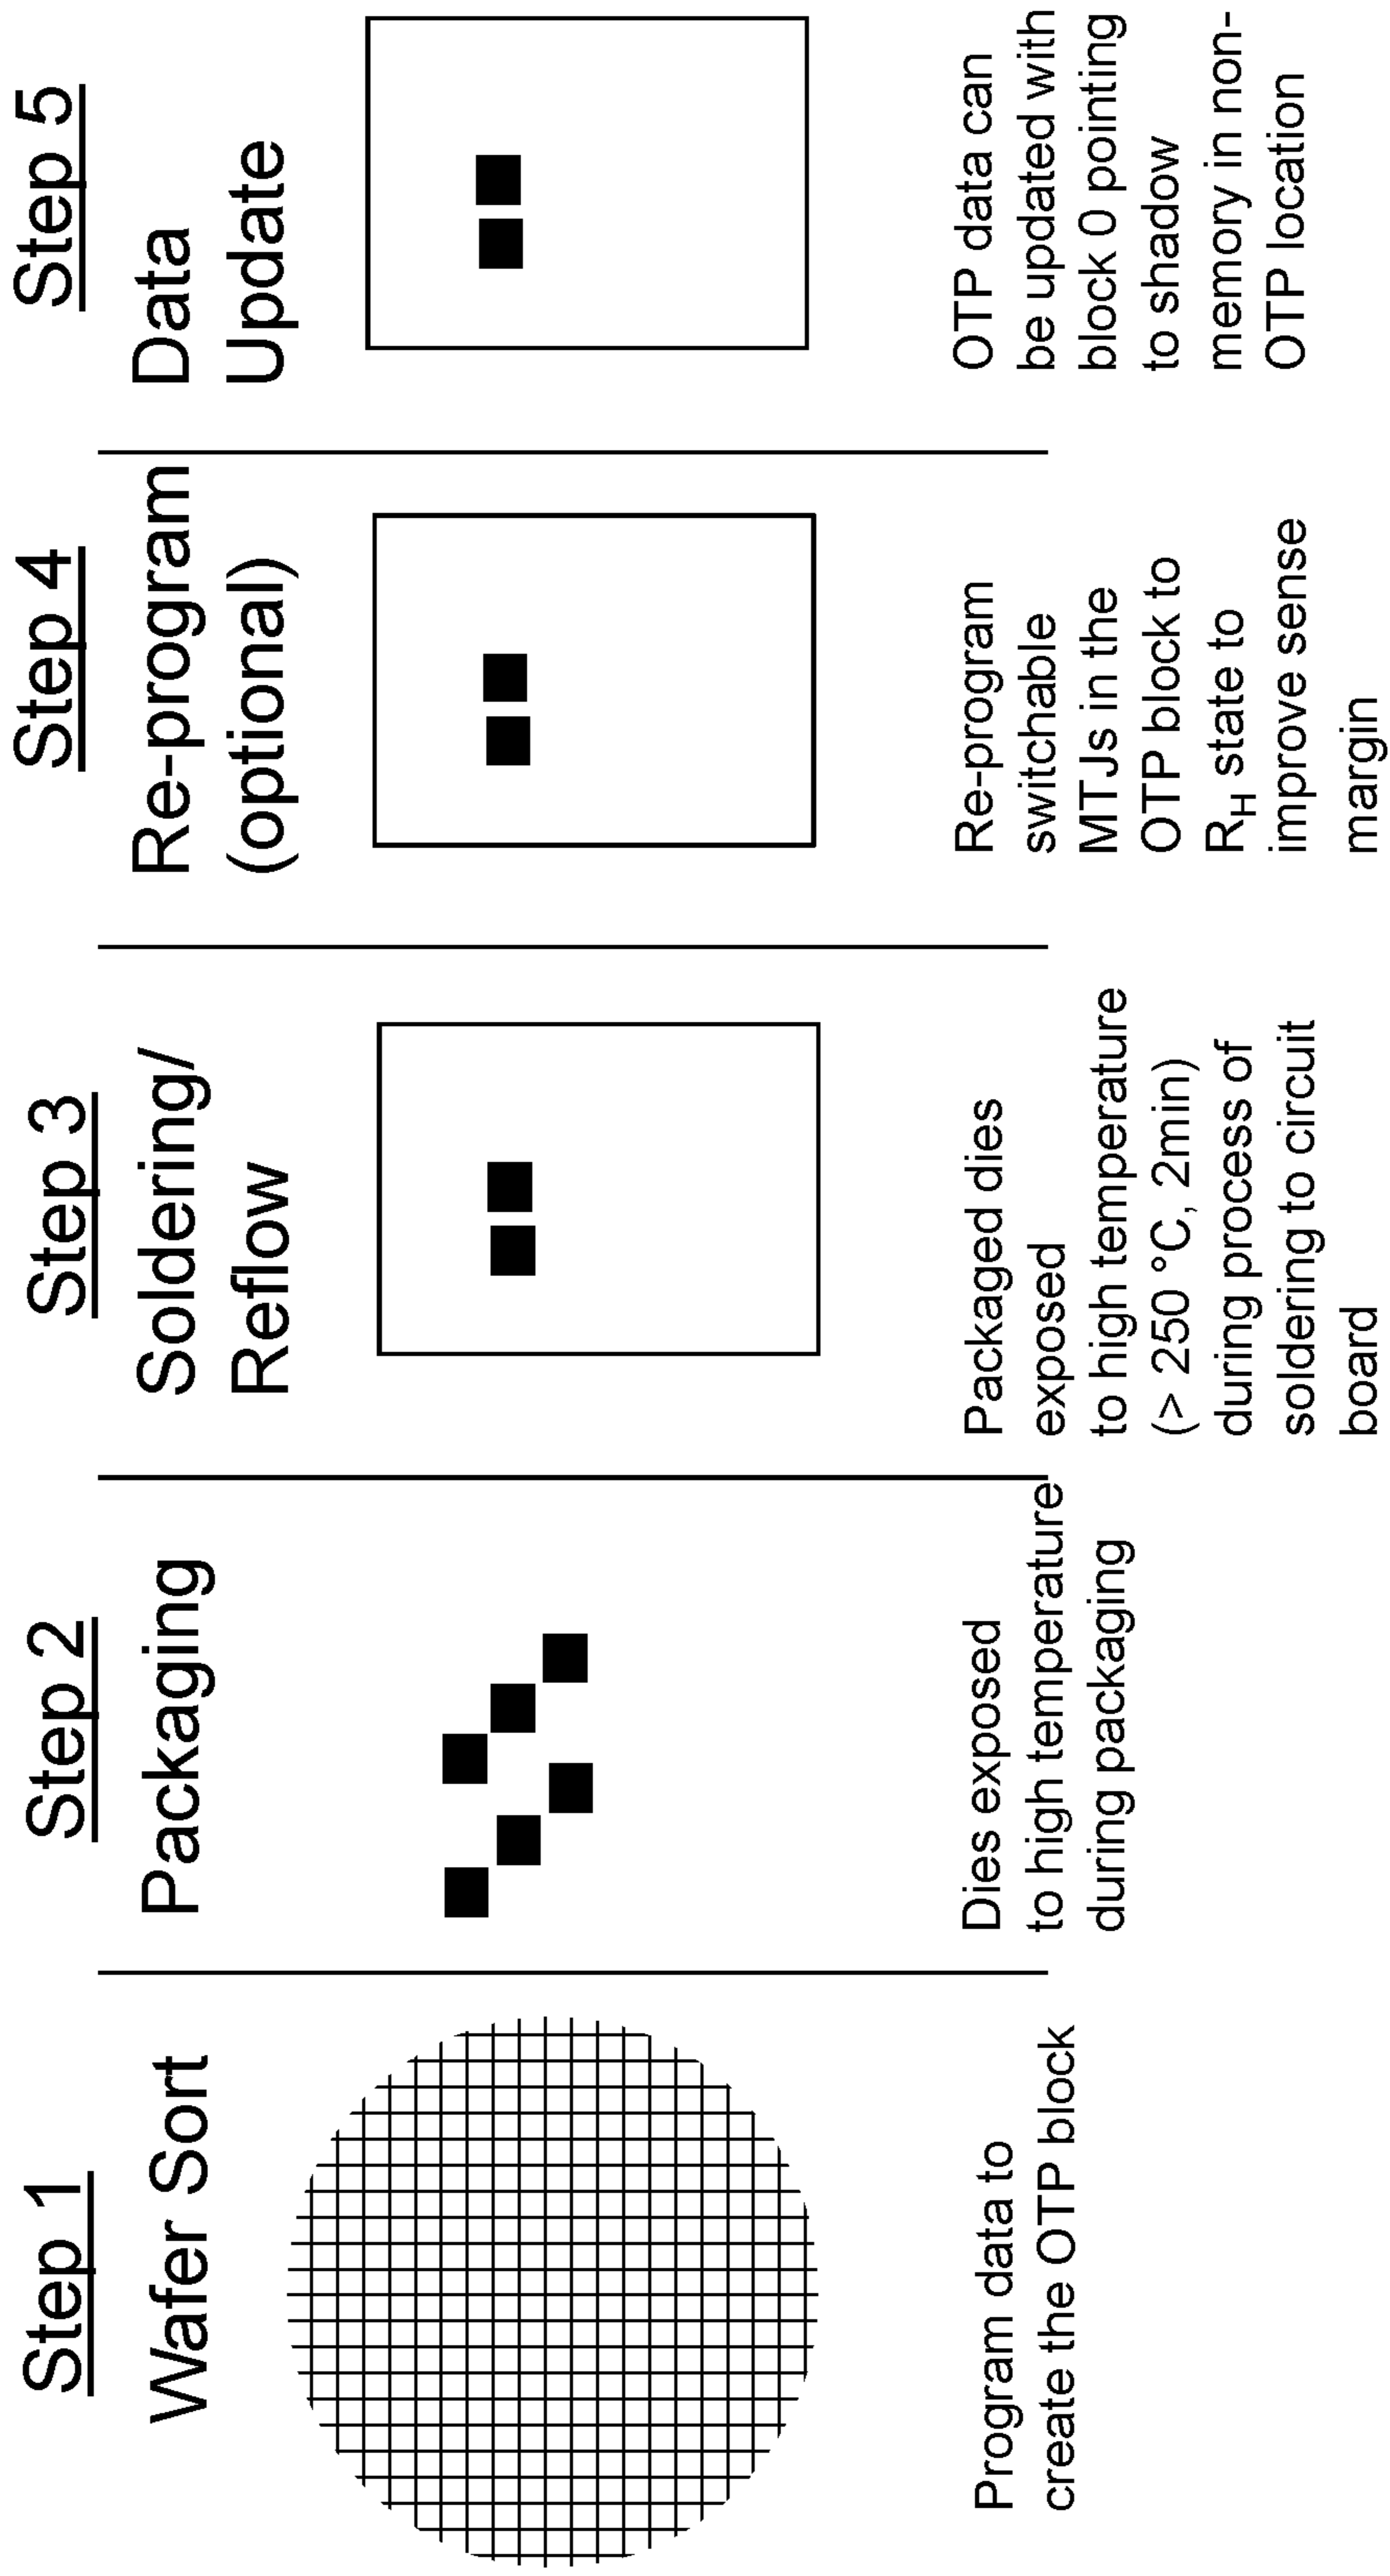 Step 1
Wafer Sort
Program data to
create the OTP block
Step 2
Packaging
Dies exposed
to high temperature
during packaging
Step 3
Soldering/
Reflow
Packaged dies
exposed
to high temperature
(> 250 °C, 2min)
during process of
soldering to circuit
board
Step 4
Re-program
(optional)
Re-program
switchable
MTJs in the
OTP block to
R_H state to
improve sense
margin
Step 5
Data
Update
OTP data can
be updated with
block 0 pointing
to shadow
memory in non-
OTP location